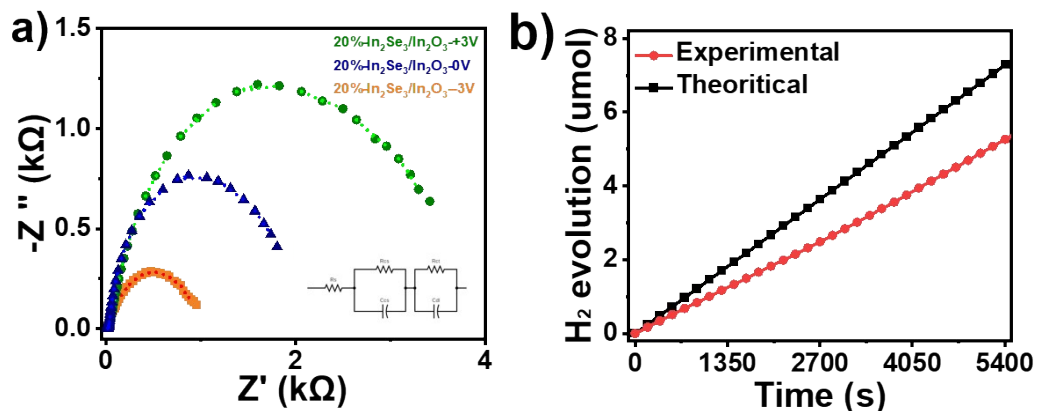 a)
20%-In₂Se₃/In₂O₃-+3V
20%-In₂Se₃/In₂O₃-0V
20%-In₂Se₃/In₂O₃--3V
-Z '' (kΩ)
1.5
1.0
0.5
0.0
0
2
4
Z' (kΩ)
b)
Experimental
Theoritical
H₂ evolution (umol)
8
6
4
2
0
0
1350
2700
4050
5400
Time (s)